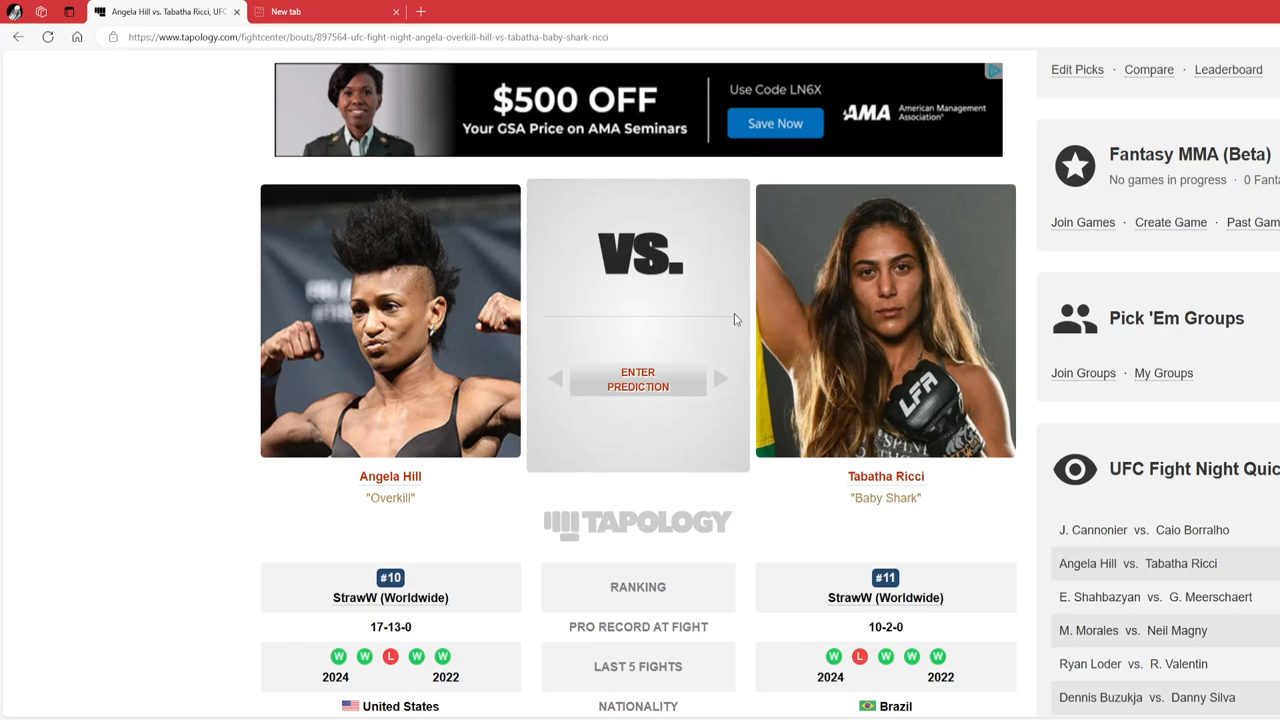 Angela Hill vs. Tabatha Ricci, UFC
New tab
https://www.tapology.com/fightcenter/bouts/897564-ufc-fight-night-angela-overkill-hill-vs-tabatha-baby-shark-ricci
$500 OFF
Your GSA Price on AMA Seminars
Use Code LN6X
Save Now
AMA American Management Association®
Edit Picks · Compare · Leaderboard
Fantasy MMA (Beta)
No games in progress · 0 Fanta
Join Games · Create Game · Past Gam
Pick 'Em Groups
Join Groups · My Groups
UFC Fight Night Quic
J. Cannonier vs. Caio Borralho
Angela Hill vs. Tabatha Ricci
E. Shahbazyan vs. G. Meerschaert
M. Morales vs. Neil Magny
Ryan Loder vs. R. Valentin
Dennis Buzukja vs. Danny Silva
VS.
ENTER
PREDICTION
LFA
Angela Hill
"Overkill"
Tabatha Ricci
"Baby Shark"
TAPOLOGY
#10
StrawW (Worldwide)
RANKING
#11
StrawW (Worldwide)
17-13-0
PRO RECORD AT FIGHT
10-2-0
W W L W W
2024 2022
LAST 5 FIGHTS
W L W W W
2024 2022
United States
NATIONALITY
Brazil